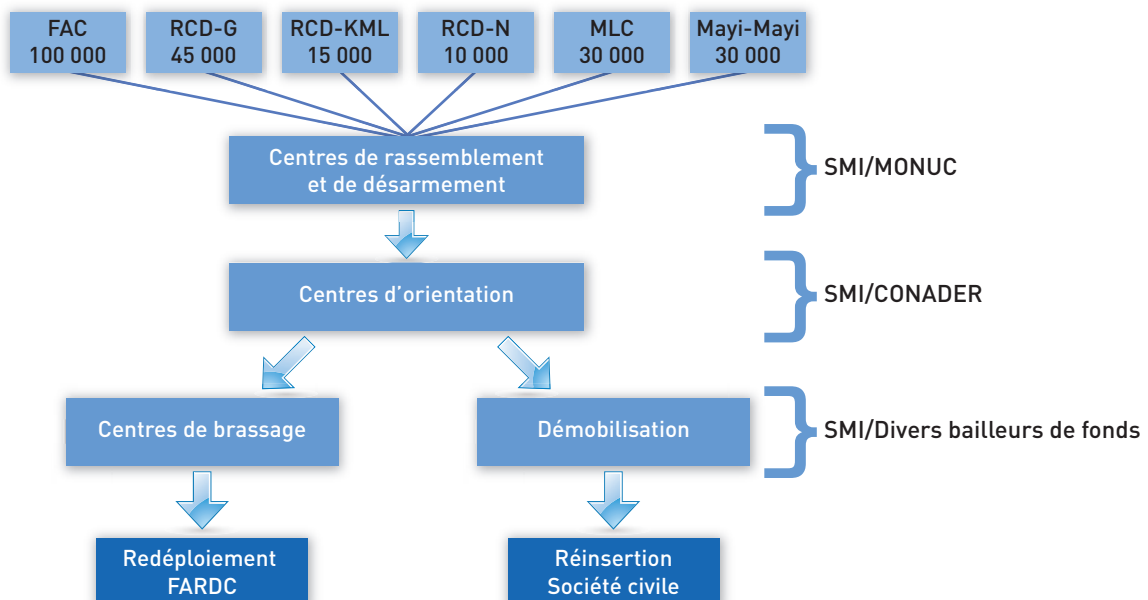 FAC
100 000
RCD-G
45 000
RCD-KML
15 000
RCD-N
10 000
MLC
30 000
Mayi-Mayi
30 000
Centres de rassemblement
et de désarmement
SMI/MONUC
Centres d'orientation
SMI/CONADER
Centres de brassage
Démobilisation
SMI/Divers bailleurs de fonds
Redéploiement
FARDC
Réinsertion
Société civile